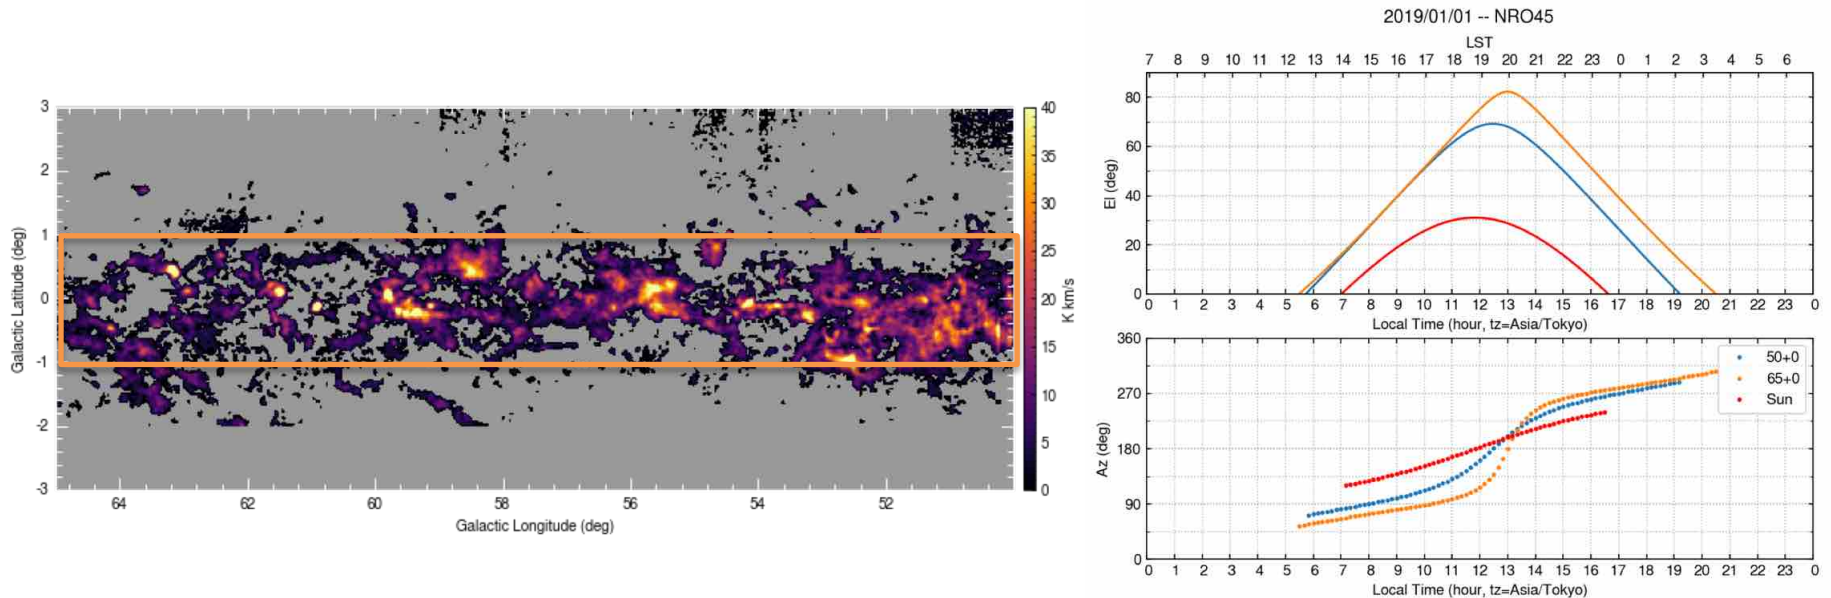 3
2
1
0
-1
-2
-3
Galactic Latitude (deg)
64 62 60 58 56 54 52
Galactic Longitude (deg)
40
35
30
25
20
15
10
5
0
K km/s
2019/01/01 -- NRO45
LST
7 8 9 10 11 12 13 14 15 16 17 18 19 20 21 22 23 0 1 2 3 4 5 6
80
60
40
20
0
El (deg)
0 1 2 3 4 5 6 7 8 9 10 11 12 13 14 15 16 17 18 19 20 21 22 23 0
Local Time (hour, tz=Asia/Tokyo)
360
270
180
90
0
Az (deg)
50+0
65+0
Sun
0 1 2 3 4 5 6 7 8 9 10 11 12 13 14 15 16 17 18 19 20 21 22 23 0
Local Time (hour, tz=Asia/Tokyo)